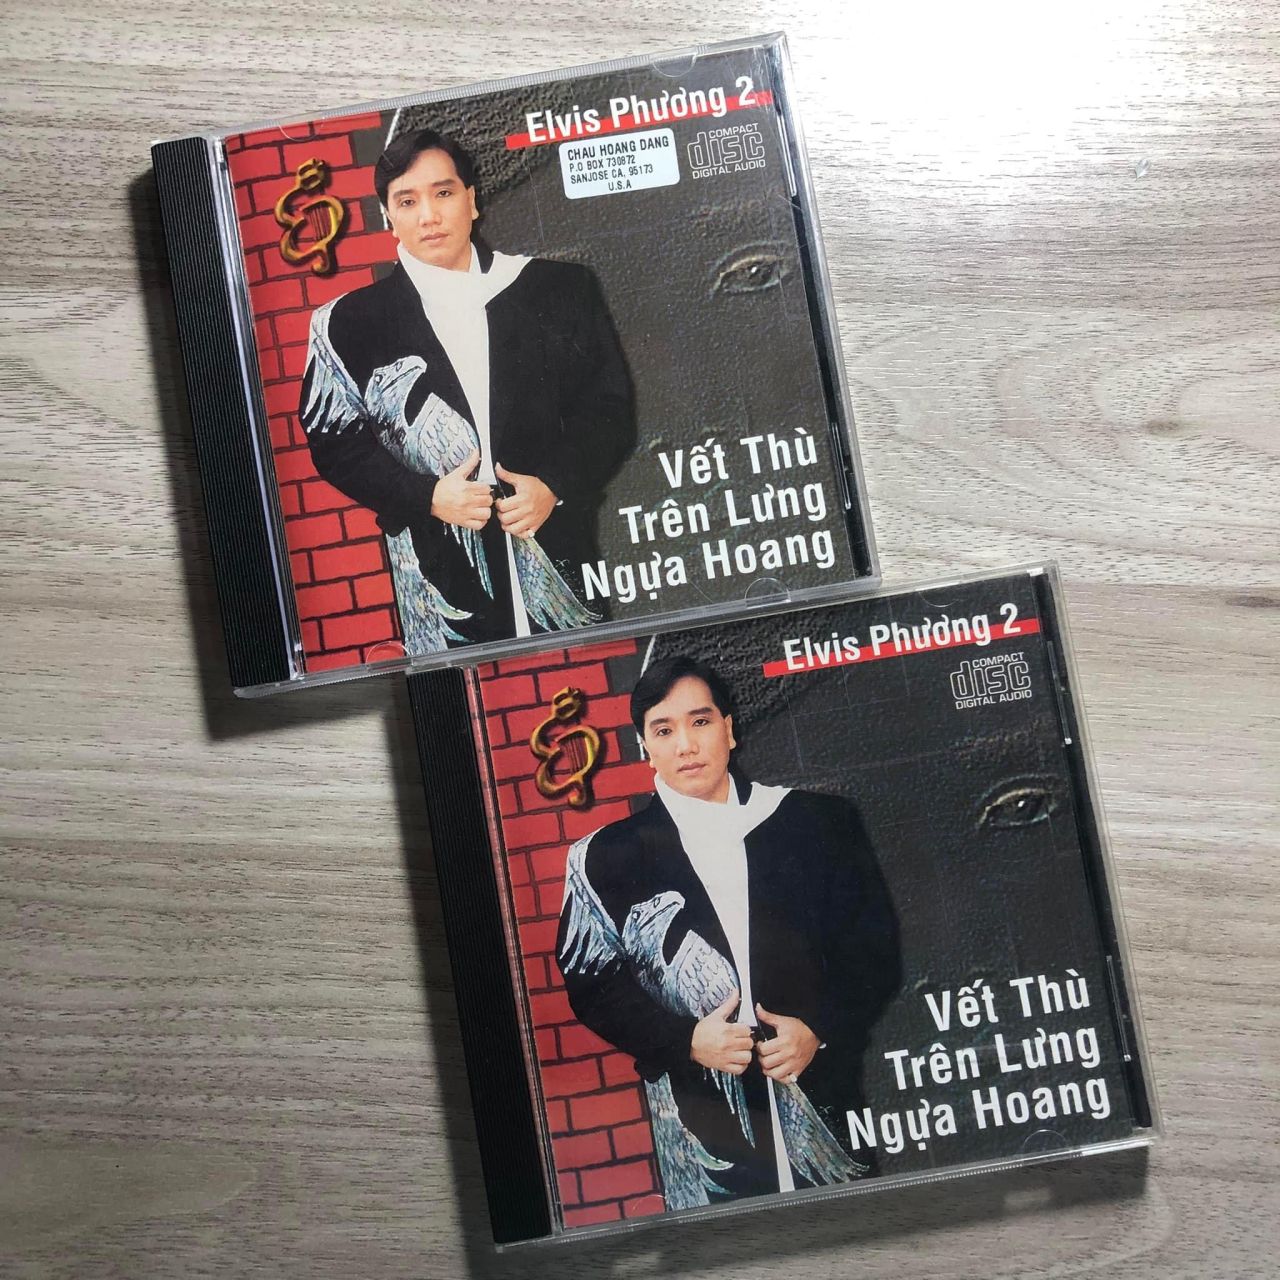 Elvis Phương 2
CHAU HOANG DANG
P.O BOX 730872
SANJOSE CA, 95173
U.S.A
COMPACT
disc
DIGITAL AUDIO
Vết Thù
Trên Lưng
Ngựa Hoang
Elvis Phương 2
COMPACT
disc
DIGITAL AUDIO
Vết Thù
Trên Lưng
Ngựa Hoang